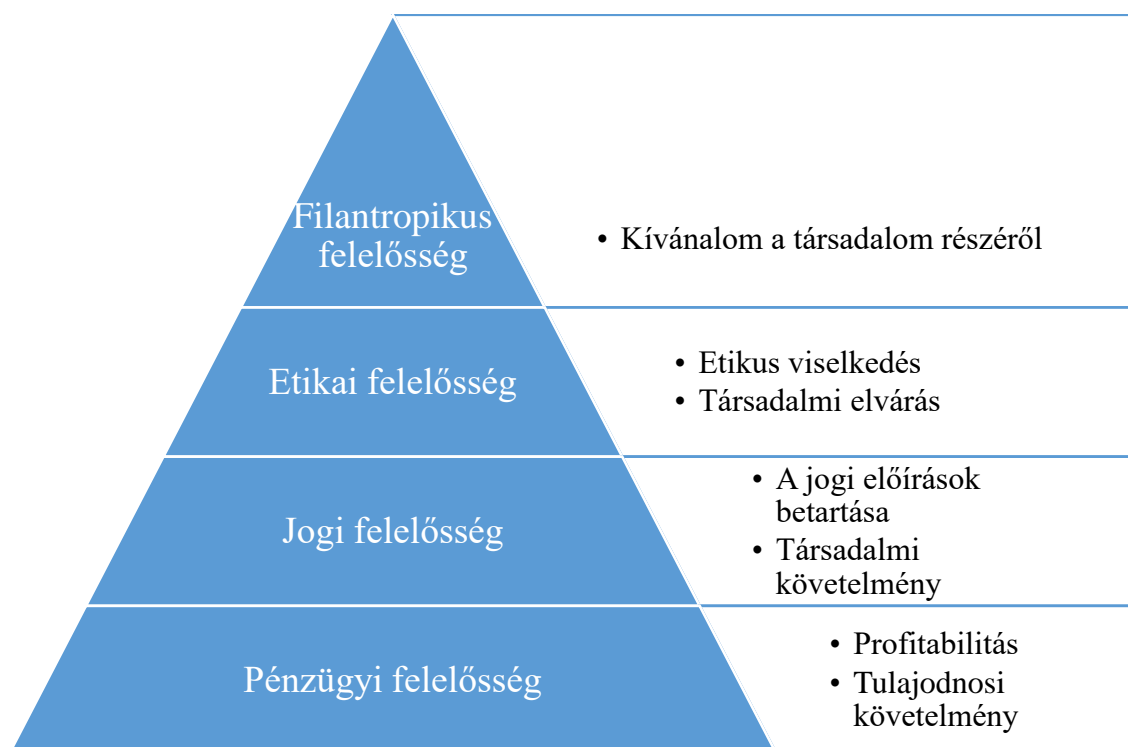 Filantropikus
felelősség
• Kívánalom a társadalom részéről
Etikai felelősség
• Etikus viselkedés
• Társadalmi elvárás
Jogi felelősség
• A jogi előírások
betartása
• Társadalmi
követelmény
Pénzügyi felelősség
• Profitabilitás
• Tulajodnosi
követelmény